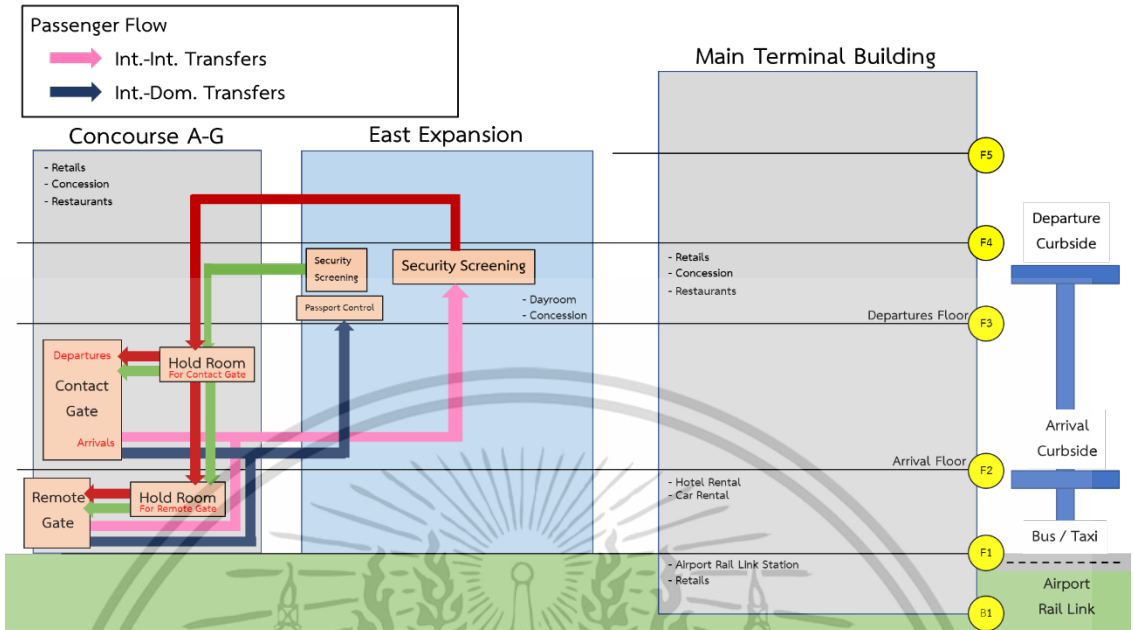 Passenger Flow
Int.-Int. Transfers
Int.-Dom. Transfers
Main Terminal Building
Concourse A-G
East Expansion
- Retails
- Concession
- Restaurants
F5
F4
Departure
Curbside
Security
Screening
Security Screening
- Retails
- Concession
- Restaurants
Passport Control
- Dayroom
- Concession
Departures Floor
F3
Departures
Contact
Gate
Arrivals
Hold Room
For Contact Gate
Arrival
Curbside
Arrival Floor
F2
Remote
Gate
Hold Room
For Remote Gate
- Hotel Rental
- Car Rental
Bus / Taxi
F1
- Airport Rail Link Station
- Retails
Airport
Rail Link
B1